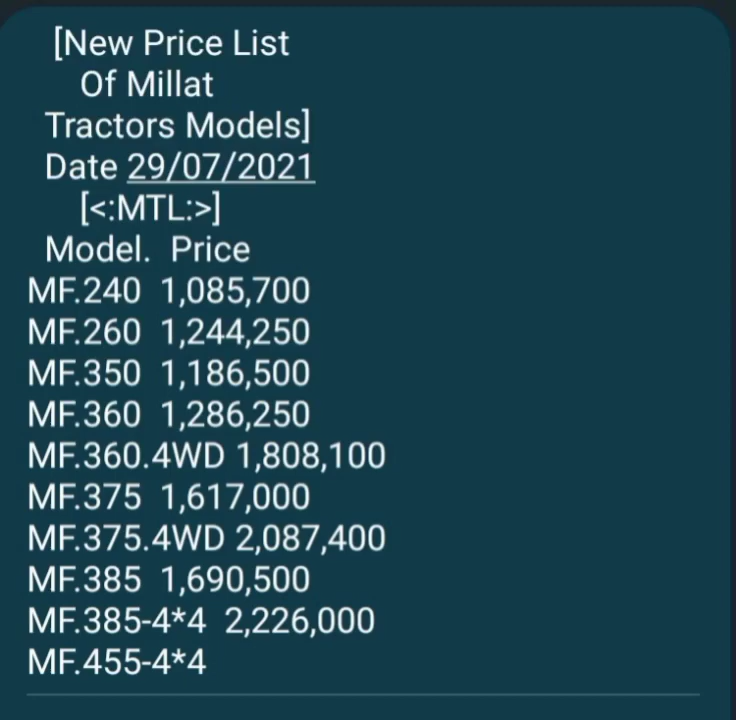 [New Price List
Of Millat
Tractors Models]
Date 29/07/2021
[<:MTL:>]
Model. Price
MF.240 1,085,700
MF.260 1,244,250
MF.350 1,186,500
MF.360 1,286,250
MF.360.4WD 1,808,100
MF.375 1,617,000
MF.375.4WD 2,087,400
MF.385 1,690,500
MF.385-4*4 2,226,000
MF.455-4*4